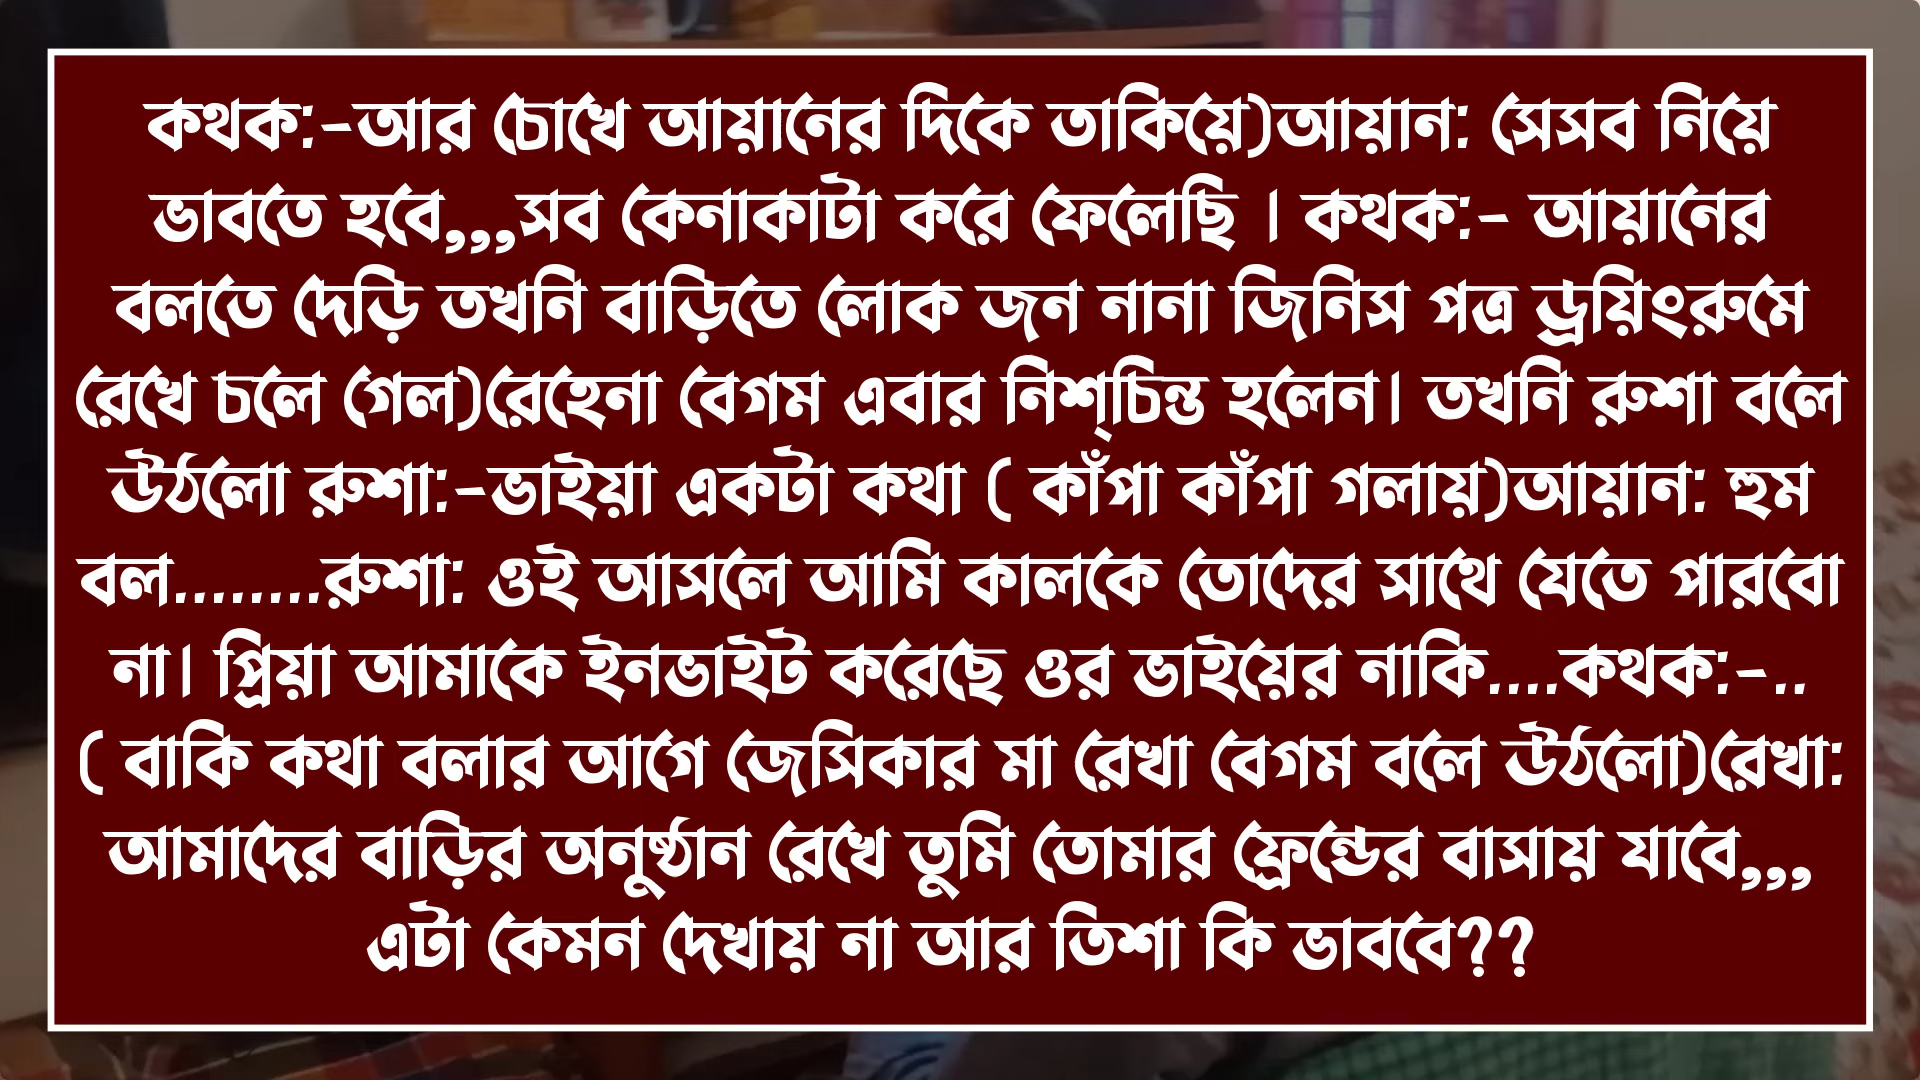 কথক:-আর চোখে আয়ানের দিকে তাকিয়ে)আয়ান: সেসব নিয়ে
ভাবতে হবে,,,সব কেনাকাটা করে ফেলেছি । কথক:- আয়ানের
বলতে দেড়ি তখনি বাড়িতে লোক জন নানা জিনিস পত্র ড্রয়িংরুমে
রেখে চলে গেল)রেহেনা বেগম এবার নিশ্‌চিন্ত হলেন। তখনি রুশা বলে
উঠলো রুশা:-ভাইয়া একটা কথা ( কাঁপা কাঁপা গলায়)আয়ান: হুম
বল........রুশা: ওই আসলে আমি কালকে তোদের সাথে যেতে পারবো
না। প্রিয়া আমাকে ইনভাইট করেছে ওর ভাইয়ের নাকি....কথক:-..
( বাকি কথা বলার আগে জেসিকার মা রেখা বেগম বলে উঠলো)রেখা:
আমাদের বাড়ির অনুষ্ঠান রেখে তুমি তোমার ফ্রেন্ডের বাসায় যাবে,,,
এটা কেমন দেখায় না আর তিশা কি ভাববে??